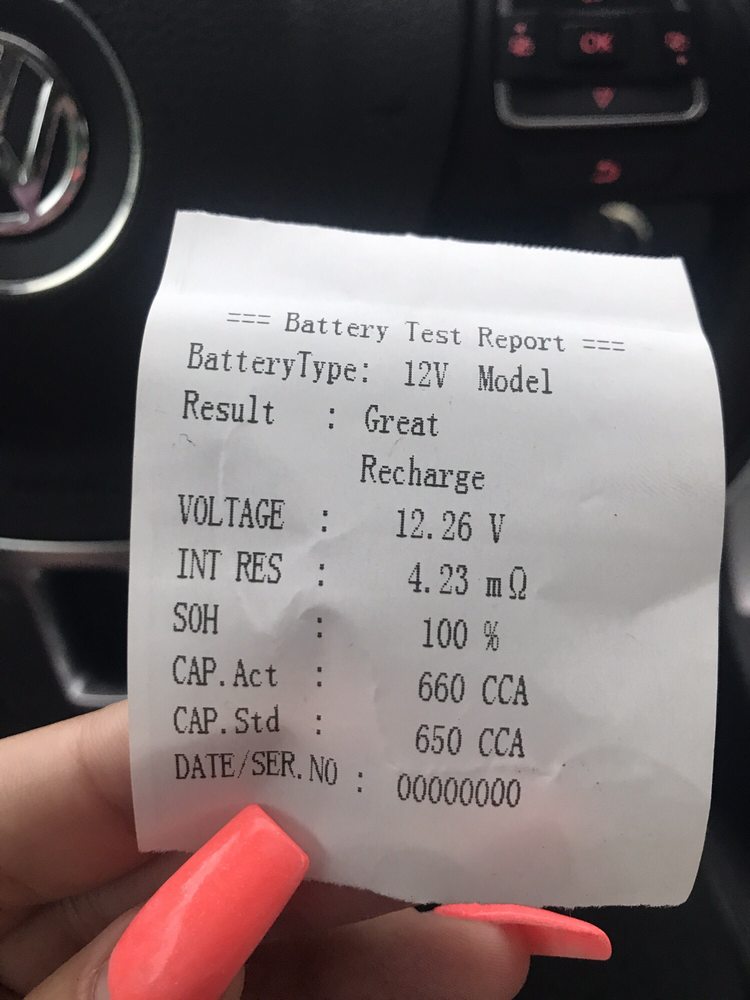 OK
=== Battery Test Report ===
BatteryType: 12V Model
Result : Great
Recharge
VOLTAGE : 12.26 V
INT RES : 4.23 mΩ
SOH : 100 %
CAP.Act : 660 CCA
CAP.Std : 650 CCA
DATE/SER.NO : 00000000